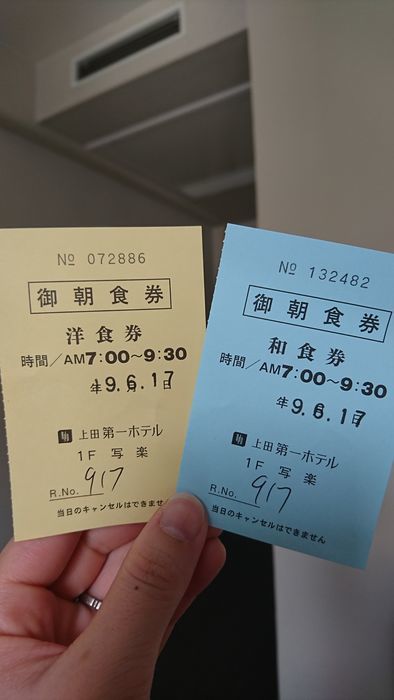 № 072886
御朝食券
洋食券
時間／AM7:00～9:30
年9.6.17日
上田第一ホテル
1F 写楽
R.No. 917
当日のキャンセルはできませ
№ 132482
御朝食券
和食券
時間／AM7:00～9:30
年9.6.17
上田第一ホテル
1F 写楽
R.No. 917
当日のキャンセルはできません